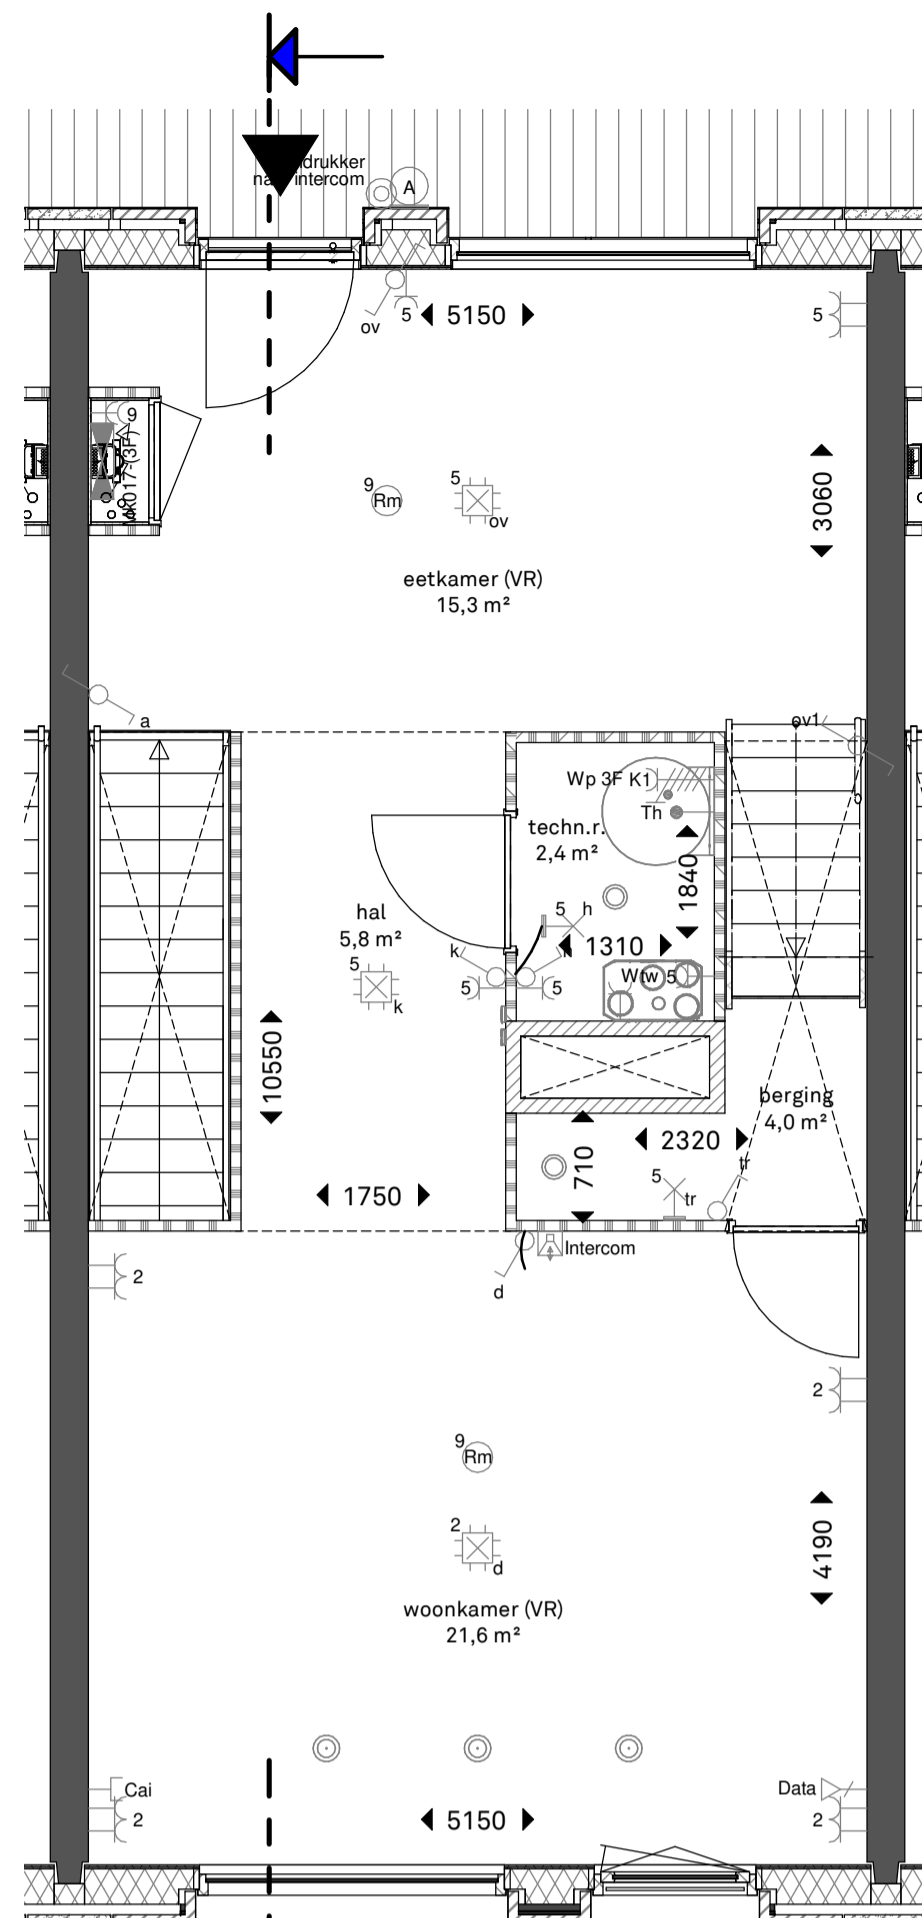 drukker
intercom
A
ov
5
5150
5
9
MK017-(3F)
3060
9
Rm
5
ov
eetkamer (VR)
15,3 m²
a
ov1
Wp 3F K1)
Th
techn.r.
2,4 m²
1840
hal
5,8 m²
5 h
1310
k
5
5
5
k
Wtw 5
10550
berging
4,0 m²
2320
710
1750
tr
5
tr
Intercom
d
2
2
9
Rm
2
d
4190
woonkamer (VR)
21,6 m²
Cai
2
Data
2
5150